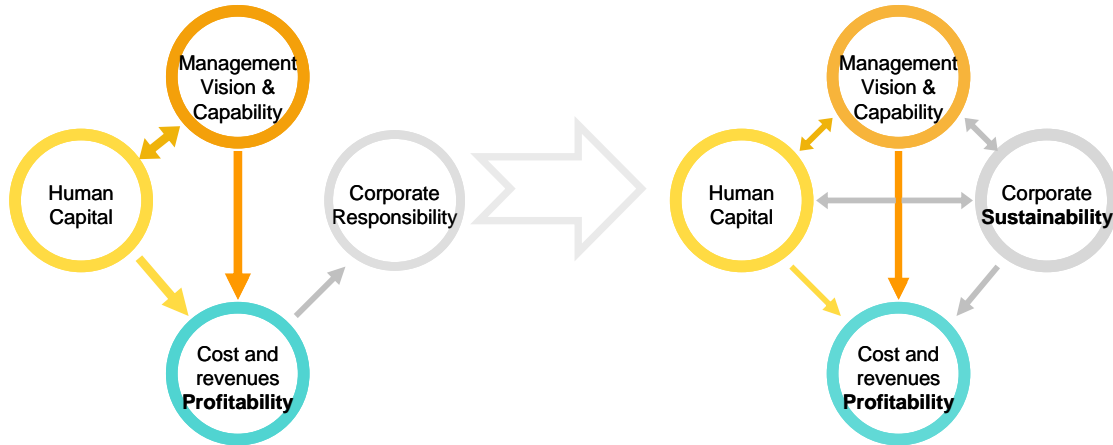 Management
Vision &
Capability
Human
Capital
Corporate
Responsibility
Cost and
revenues
Profitability
Management
Vision &
Capability
Human
Capital
Corporate
Sustainability
Cost and
revenues
Profitability